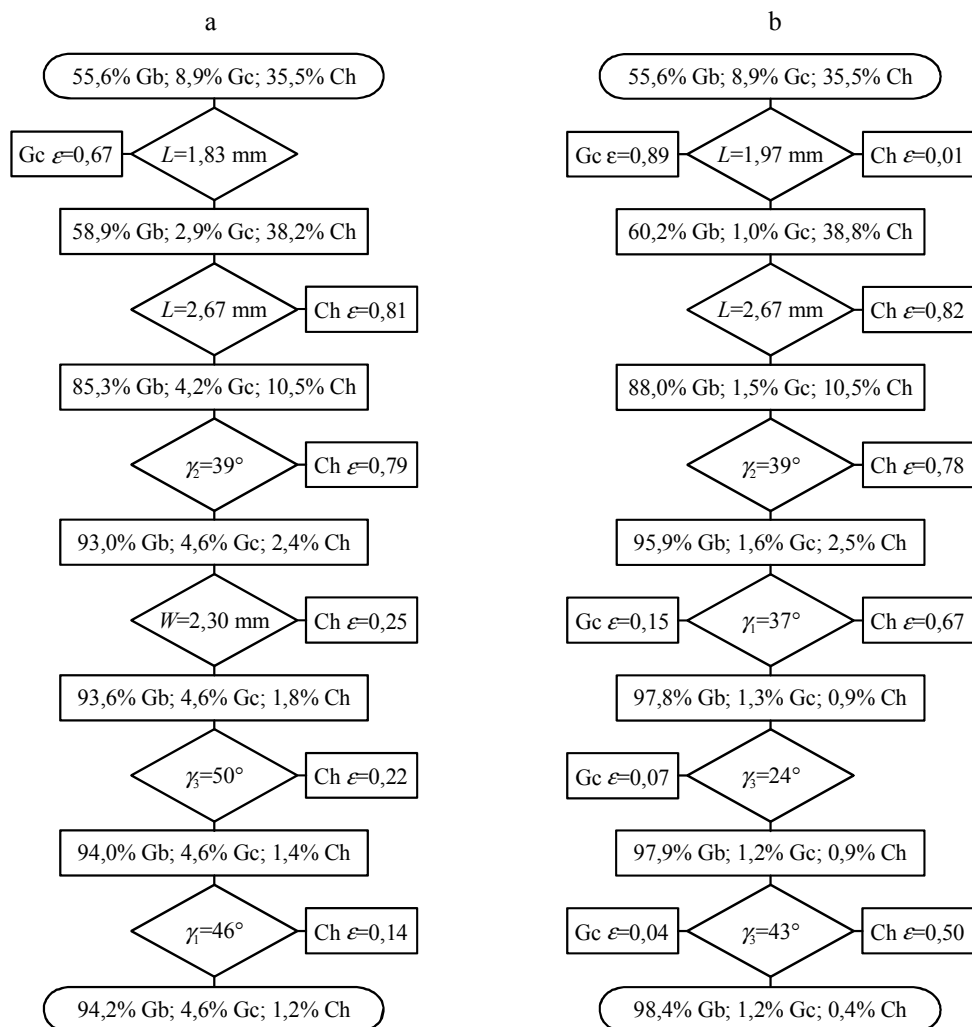 a
55,6% Gb; 8,9% Gc; 35,5% Ch
Gc ε=0,67
L=1,83 mm
58,9% Gb; 2,9% Gc; 38,2% Ch
L=2,67 mm
Ch ε=0,81
85,3% Gb; 4,2% Gc; 10,5% Ch
γ₂=39°
Ch ε=0,79
93,0% Gb; 4,6% Gc; 2,4% Ch
W=2,30 mm
Ch ε=0,25
93,6% Gb; 4,6% Gc; 1,8% Ch
γ₃=50°
Ch ε=0,22
94,0% Gb; 4,6% Gc; 1,4% Ch
γ₁=46°
Ch ε=0,14
94,2% Gb; 4,6% Gc; 1,2% Ch
b
55,6% Gb; 8,9% Gc; 35,5% Ch
Gc ε=0,89
L=1,97 mm
Ch ε=0,01
60,2% Gb; 1,0% Gc; 38,8% Ch
L=2,67 mm
Ch ε=0,82
88,0% Gb; 1,5% Gc; 10,5% Ch
γ₂=39°
Ch ε=0,78
95,9% Gb; 1,6% Gc; 2,5% Ch
Gc ε=0,15
γ₁=37°
Ch ε=0,67
97,8% Gb; 1,3% Gc; 0,9% Ch
Gc ε=0,07
γ₃=24°
97,9% Gb; 1,2% Gc; 0,9% Ch
Gc ε=0,04
γ₃=43°
Ch ε=0,50
98,4% Gb; 1,2% Gc; 0,4% Ch